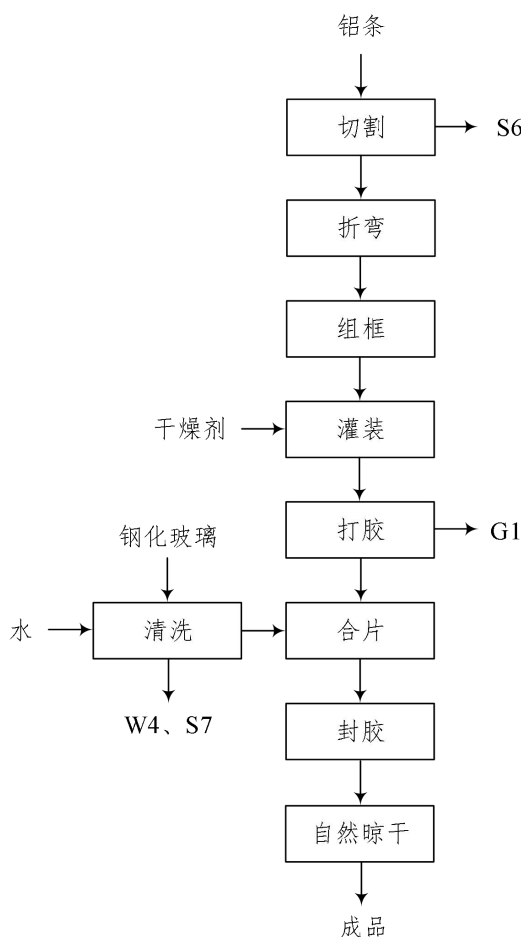 铝条
切割
S6
折弯
组框
干燥剂
灌装
打胶
G1
钢化玻璃
水
清洗
合片
W4、S7
封胶
自然晾干
成品